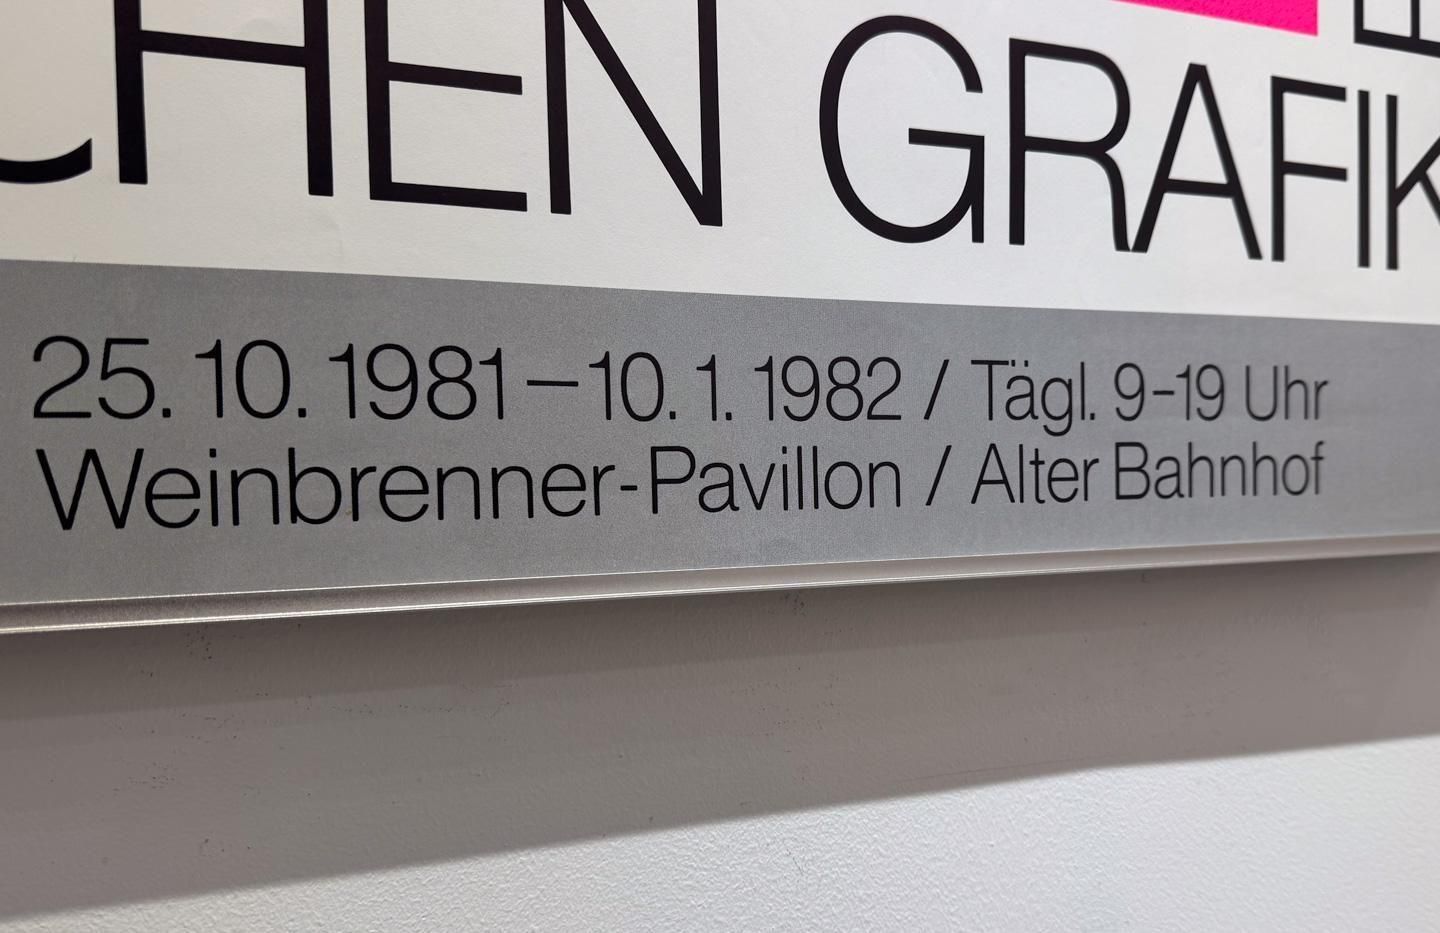 CHEN GRAFIK
25.10.1981–10.1.1982 / Tägl. 9–19 Uhr
Weinbrenner-Pavillon / Alter Bahnhof